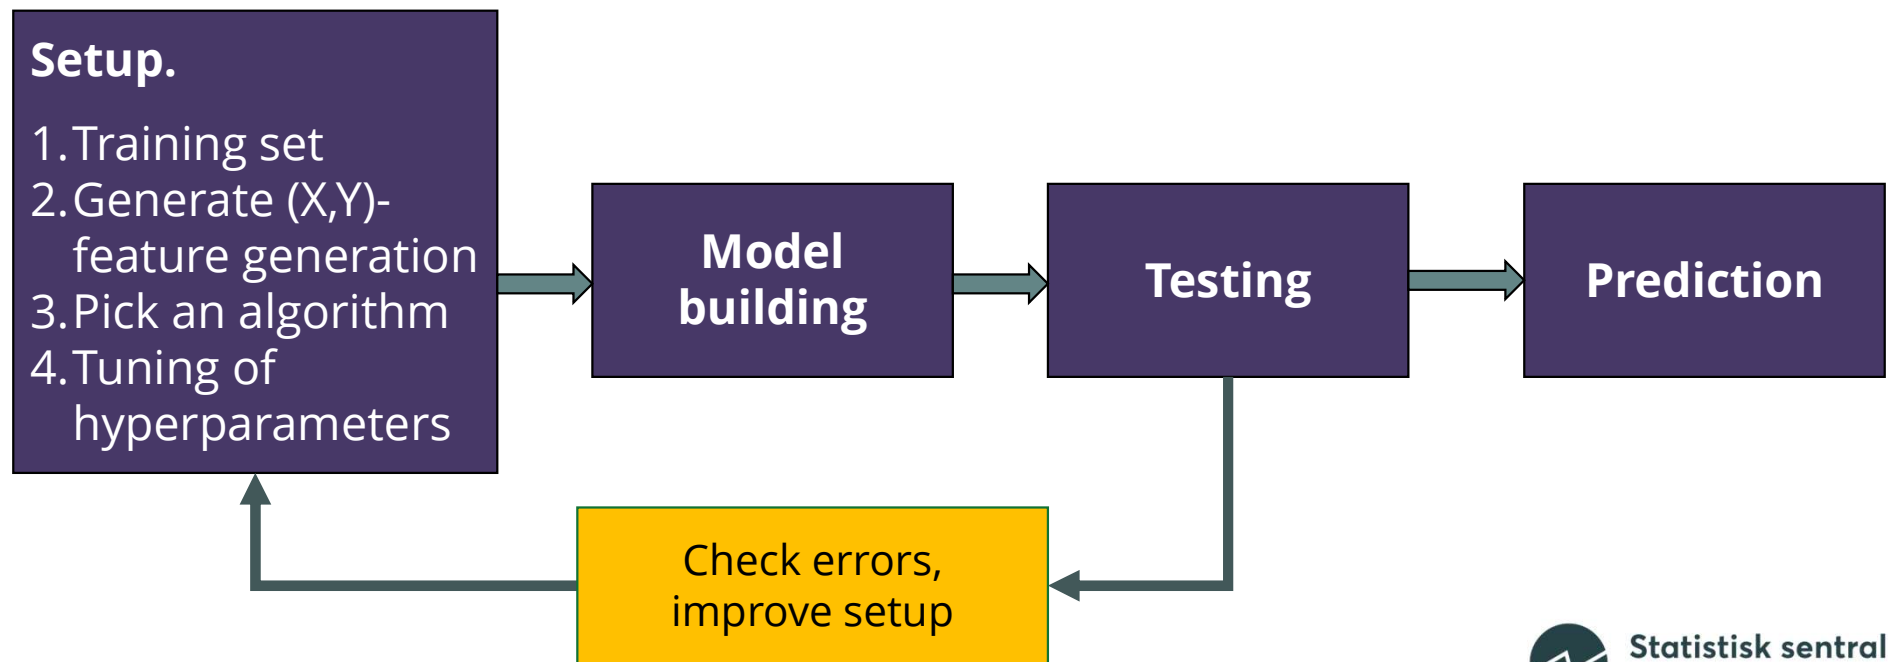 Setup.
1. Training set
2. Generate (X,Y)-
feature generation
3. Pick an algorithm
4. Tuning of
hyperparameters
Model
building
Testing
Prediction
Check errors,
improve setup
Statistisk sentral